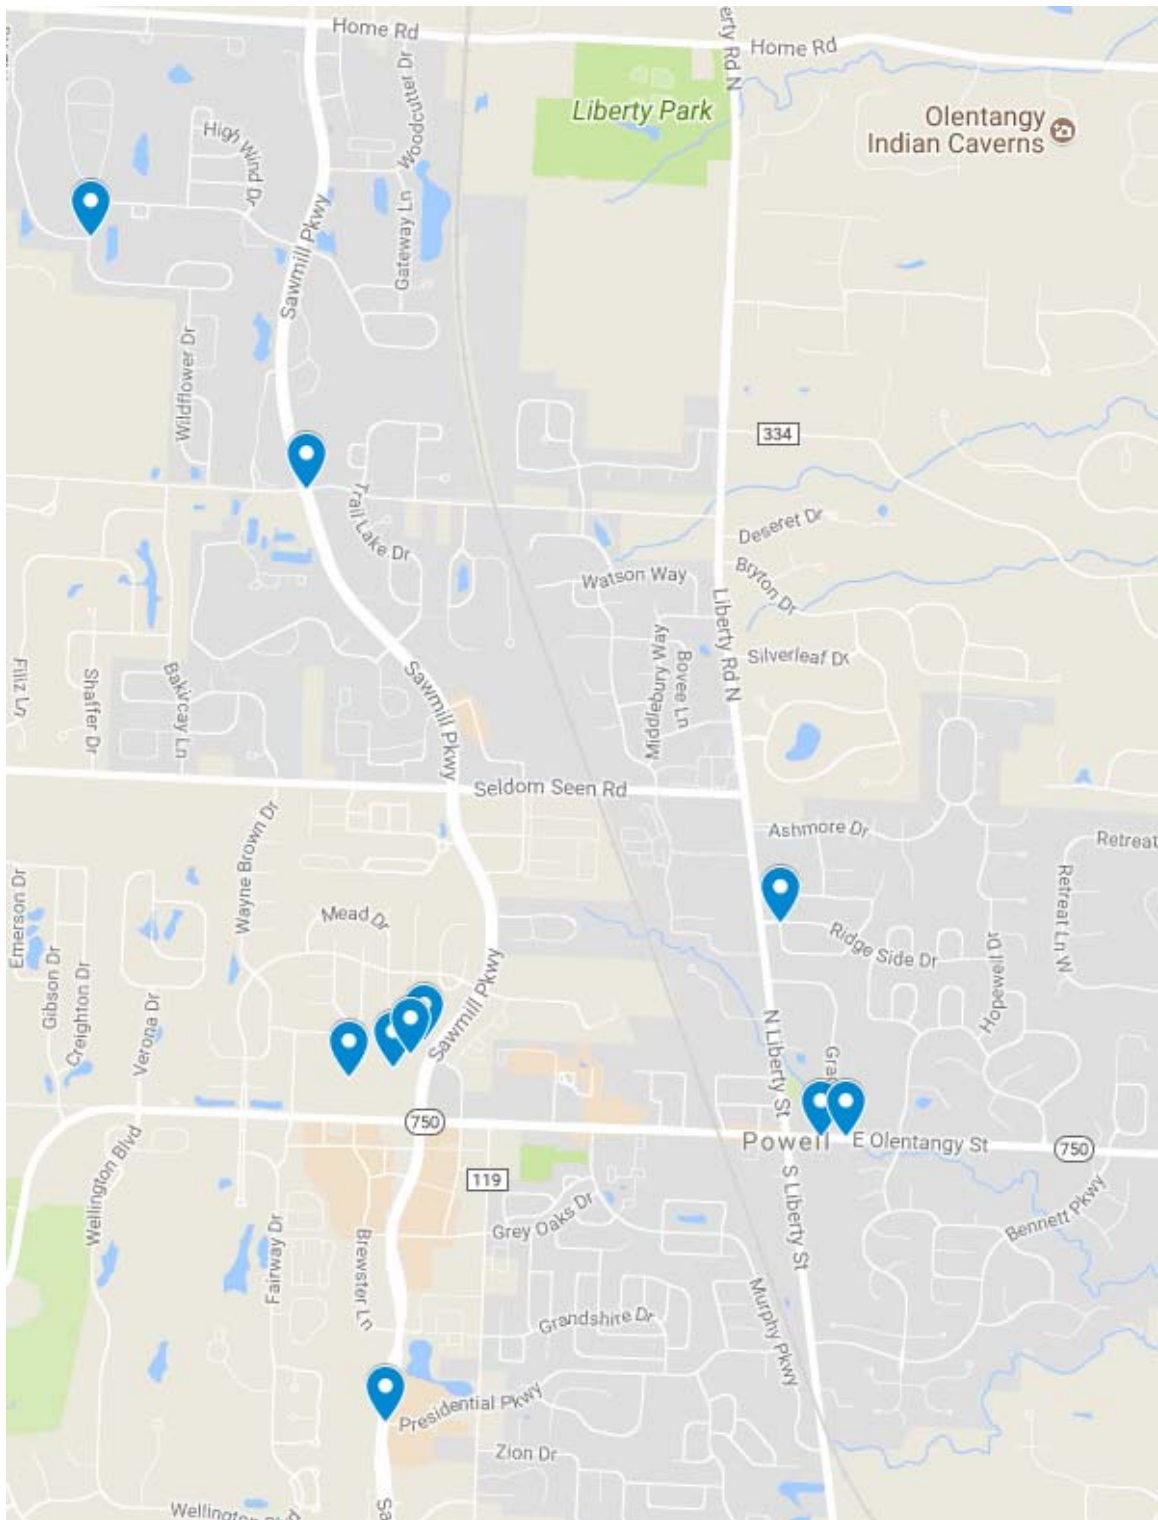 Home Rd
erty Rd N
Home Rd
Liberty Park
Olentangy
Indian Caverns
Woodcutter Dr
High Wind Dr
Sawmill Pkwy
Gateway Ln
Wildflower Dr
334
Trail Lake Dr
Deseret Dr
Bryton Dr
Watson Way
Liberty Rd N
Middlebury Way
Bovee Ln
Silverleaf Dr
Filiz Ln
Shaffer Dr
Bakircay Ln
Sawmill Pkwy
Seldom Seen Rd
Ashmore Dr
Retreat
Wayne Brown Dr
Emerson Dr
Mead Dr
Retreat Ln W
Ridge Side Dr
Hopewell Dr
Gibson Dr
Creighton Dr
Verona Dr
Sawmill Pkwy
N Liberty St
Gra
750
Powell
E Olentangy St
750
Wellington Blvd
119
S Liberty St
Bennett Pkwy
Grey Oaks Dr
Fairway Dr
Brewster Ln
Grandshire Dr
Murphy Pkwy
Presidential Pkwy
Zion Dr
Wellington
Sa